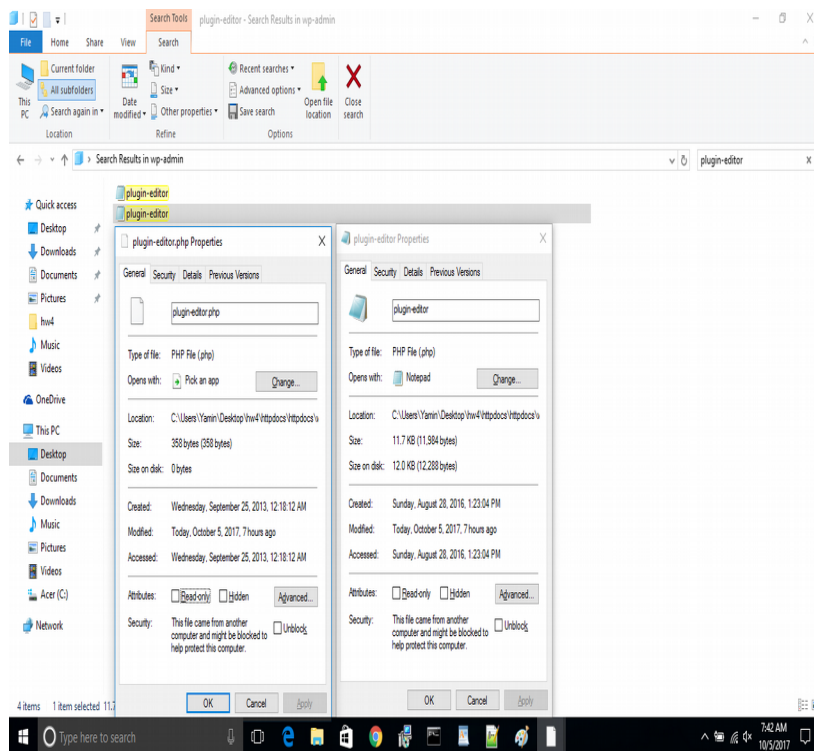 Search Tools
plugin-editor - Search Results in wp-admin
File Home Share View Search
Current folder
All subfolders
Search again in
This PC
Location
Date modified
Kind
Size
Other properties
Refine
Recent searches
Advanced options
Save search
Open file location
Options
Close search
Search Results in wp-admin
plugin-editor
Quick access
Desktop
Downloads
Documents
Pictures
hw4
Music
Videos
OneDrive
This PC
Desktop
Documents
Downloads
Music
Pictures
Videos
Acer (C:)
Network
plugin-editor
plugin-editor
plugin-editor.php Properties
General Security Details Previous Versions
plugin-editor.php
Type of file: PHP File (.php)
Opens with: Pick an app Change...
Location: C:\Users\Yamin\Desktop\hw4\httpdocs\httpdocs\
Size: 358 bytes (358 bytes)
Size on disk: 0 bytes
Created: Wednesday, September 25, 2013, 12:18:12 AM
Modified: Today, October 5, 2017, 7 hours ago
Accessed: Wednesday, September 25, 2013, 12:18:12 AM
Attributes: Read-only Hidden Advanced...
Security: This file came from another
computer and might be blocked to
help protect this computer.
Unblock
OK Cancel Apply
plugin-editor Properties
General Security Details Previous Versions
plugin-editor
Type of file: PHP File (.php)
Opens with: Notepad Change...
Location: C:\Users\Yamin\Desktop\hw4\httpdocs\httpdocs\
Size: 11.7 KB (11,984 bytes)
Size on disk: 12.0 KB (12,288 bytes)
Created: Sunday, August 28, 2016, 1:23:04 PM
Modified: Today, October 5, 2017, 7 hours ago
Accessed: Sunday, August 28, 2016, 1:23:04 PM
Attributes: Read-only Hidden Advanced...
Security: This file came from another
computer and might be blocked to
help protect this computer.
Unblock
OK Cancel Apply
4 items 1 item selected 11.7
Type here to search
7:42 AM
10/5/2017